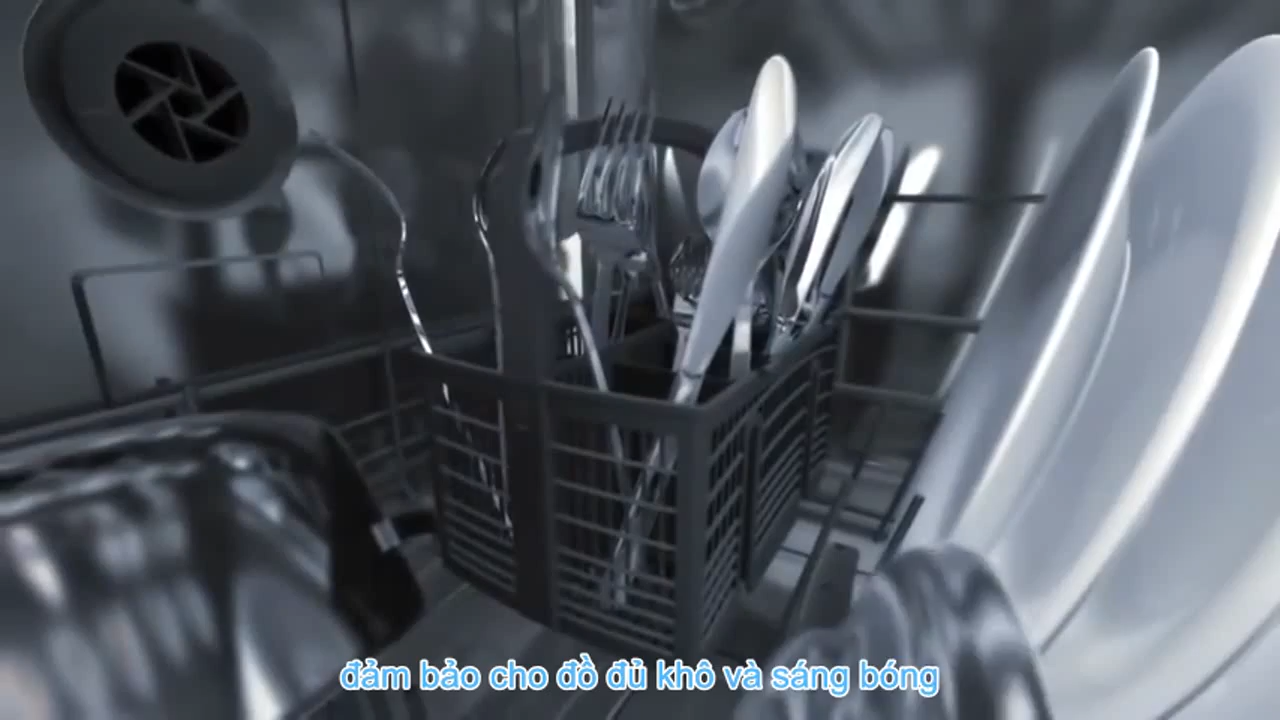 đảm bảo cho đồ đủ khô và sáng bóng